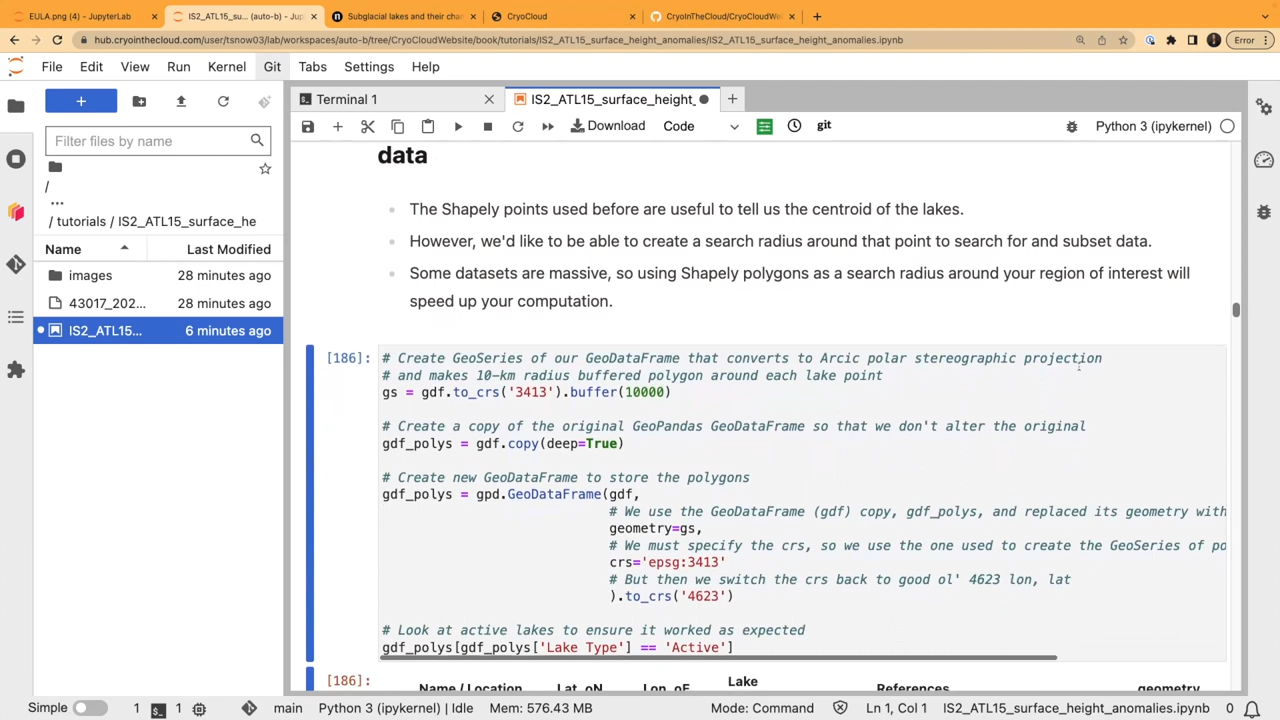 EULA.png (4) - JupyterLab
IS2_ATL15_su... (auto-b) - Jup
Subglacial lakes and their cha
CryoCloud
CryoInTheCloud/CryoCloudWe
hub.cryointhecloud.com/user/tsnow03/lab/workspaces/auto-b/tree/CryoCloudWebsite/book/tutorials/IS2_ATL15_surface_height_anomalies/IS2_ATL15_surface_height_anomalies.ipynb
Error
File Edit View Run Kernel Git Tabs Settings Help
Terminal 1
IS2_ATL15_surface_height_
Download
Code
git
Python 3 (ipykernel)
Filter files by name
/
...
/ tutorials / IS2_ATL15_surface_he
Name Last Modified
images 28 minutes ago
43017_202... 28 minutes ago
IS2_ATL15... 6 minutes ago
data
The Shapely points used before are useful to tell us the centroid of the lakes.
However, we'd like to be able to create a search radius around that point to search for and subset data.
Some datasets are massive, so using Shapely polygons as a search radius around your region of interest will
speed up your computation.
[186]:
# Create GeoSeries of our GeoDataFrame that converts to Arcic polar stereographic projection
# and makes 10-km radius buffered polygon around each lake point
gs = gdf.to_crs('3413').buffer(10000)
# Create a copy of the original GeoPandas GeoDataFrame so that we don't alter the original
gdf_polys = gdf.copy(deep=True)
# Create new GeoDataFrame to store the polygons
gdf_polys = gpd.GeoDataFrame(gdf,
# We use the GeoDataFrame (gdf) copy, gdf_polys, and replaced its geometry with
geometry=gs,
# We must specify the crs, so we use the one used to create the GeoSeries of po
crs='epsg:3413'
# But then we switch the crs back to good ol' 4623 lon, lat
).to_crs('4623')
# Look at active lakes to ensure it worked as expected
gdf_polys[gdf_polys['Lake Type'] == 'Active']
[186]:
Name / Location Lat. oN Lon. oE Lake References geometry
Simple 1 1 main Python 3 (ipykernel) | Idle Mem: 576.43 MB Mode: Command Ln 1, Col 1 IS2_ATL15_surface_height_anomalies.ipynb 0